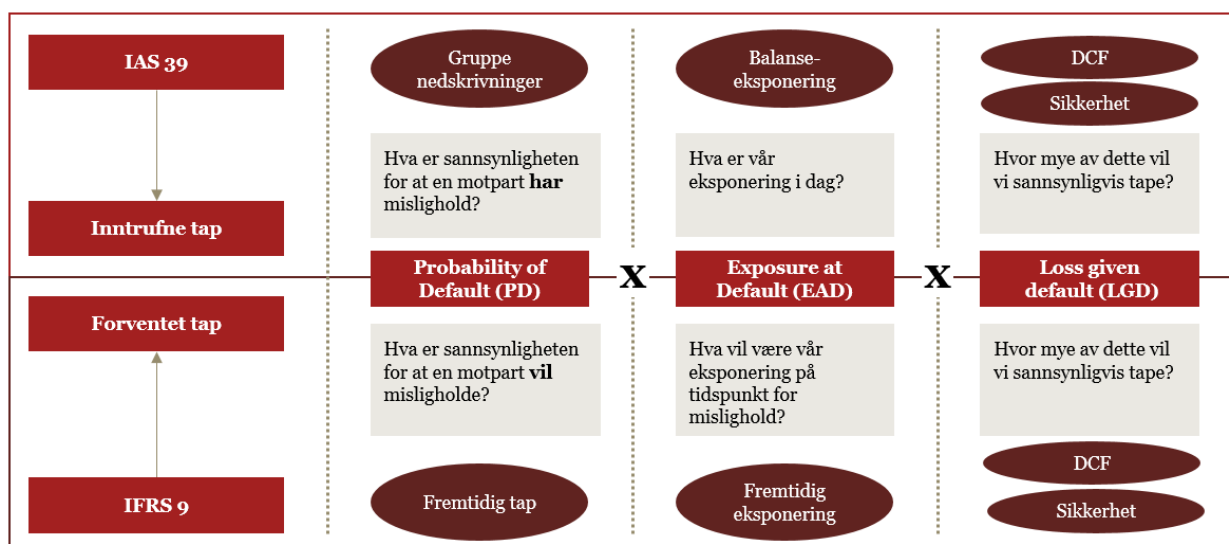 IAS 39
Gruppe
nedskrivninger
Balanse-
eksponering
DCF
Sikkerhet
Hva er sannsynligheten
for at en motpart har
mislighold?
Hva er vår
eksponering i dag?
Hvor mye av dette vil
vi sannsynligvis tape?
Inntrufne tap
Probability of
Default (PD)
X
Exposure at
Default (EAD)
X
Loss given
default (LGD)
Forventet tap
Hva er sannsynligheten
for at en motpart vil
misligholde?
Hva vil være vår
eksponering på
tidspunkt for
mislighold?
Hvor mye av dette vil
vi sannsynligvis tape?
IFRS 9
Fremtidig tap
Fremtidig
eksponering
DCF
Sikkerhet